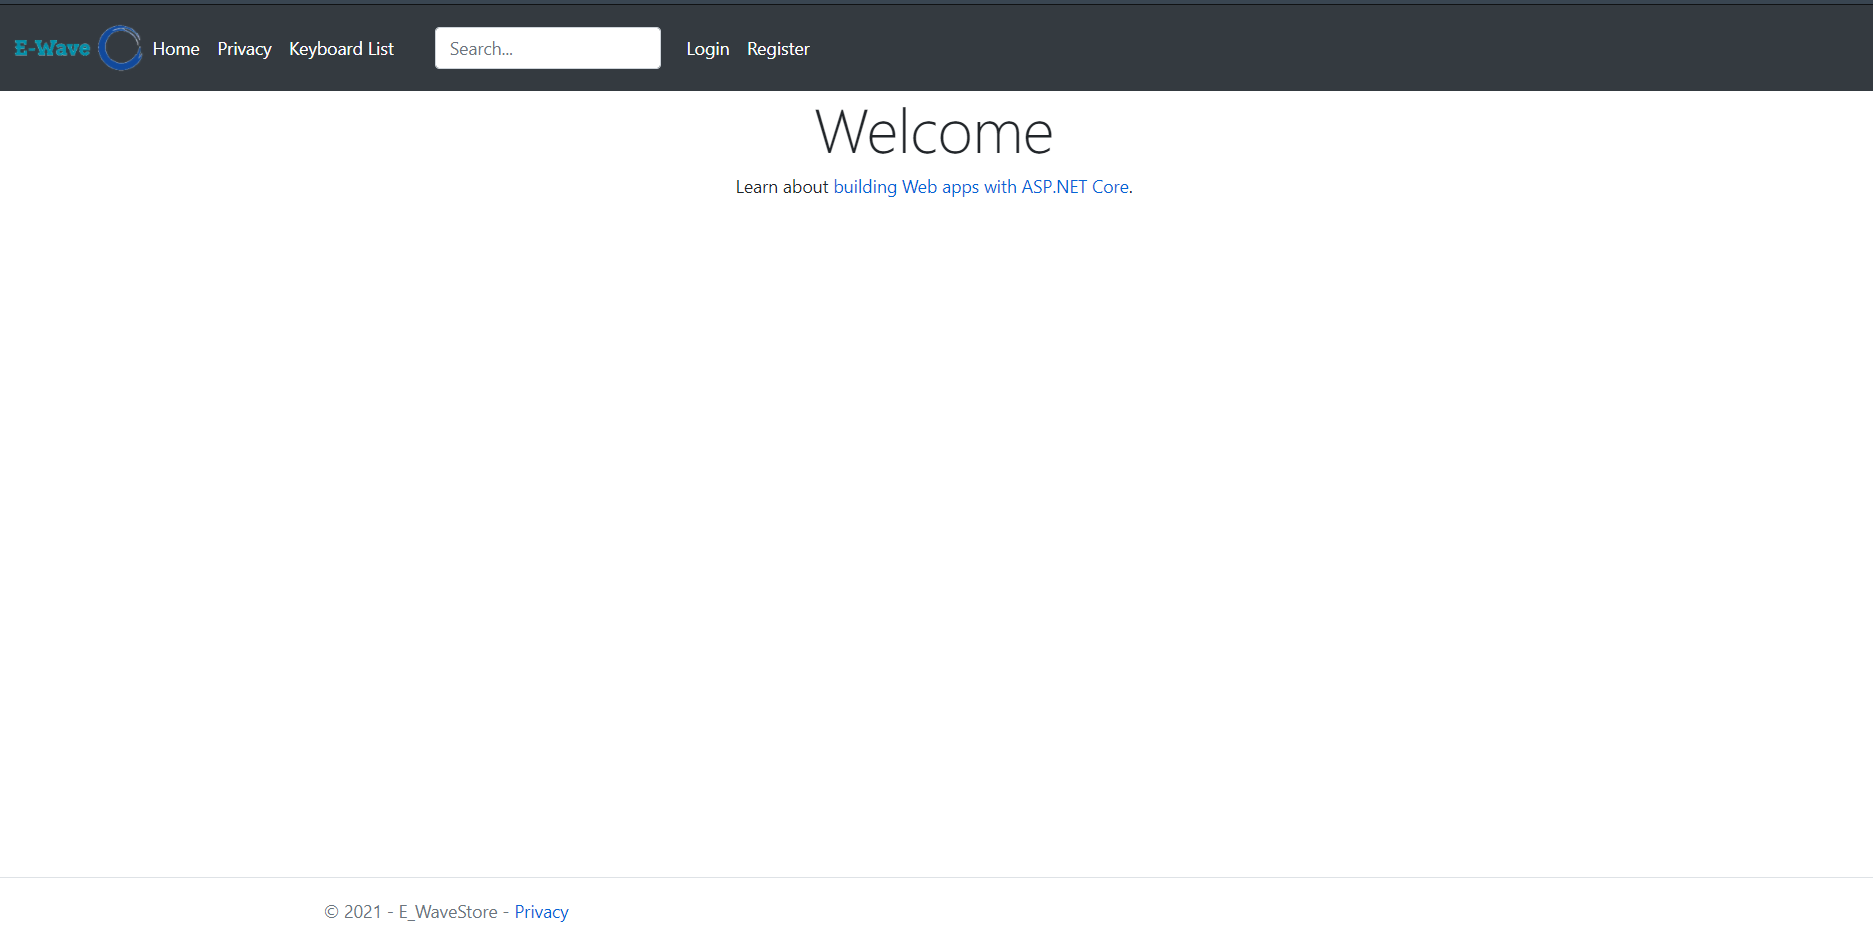 E-Wave Home Privacy Keyboard List Search... Login Register
Welcome
Learn about building Web apps with ASP.NET Core.
© 2021 - E_WaveStore - Privacy